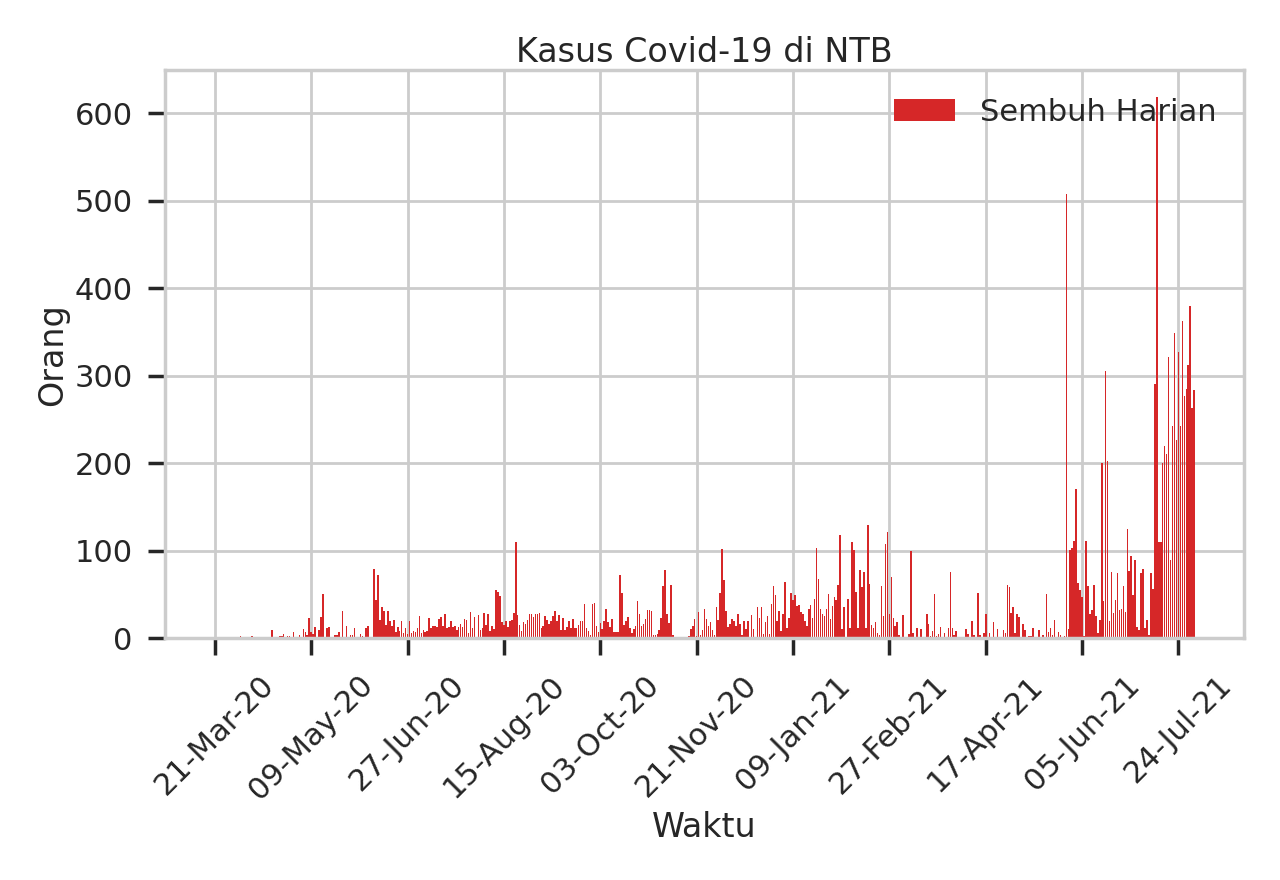 Kasus Covid-19 di NTB
Sembuh Harian
Orang
600
500
400
300
200
100
0
21-Mar-20
09-May-20
27-Jun-20
15-Aug-20
03-Oct-20
21-Nov-20
09-Jan-21
27-Feb-21
17-Apr-21
05-Jun-21
24-Jul-21
Waktu